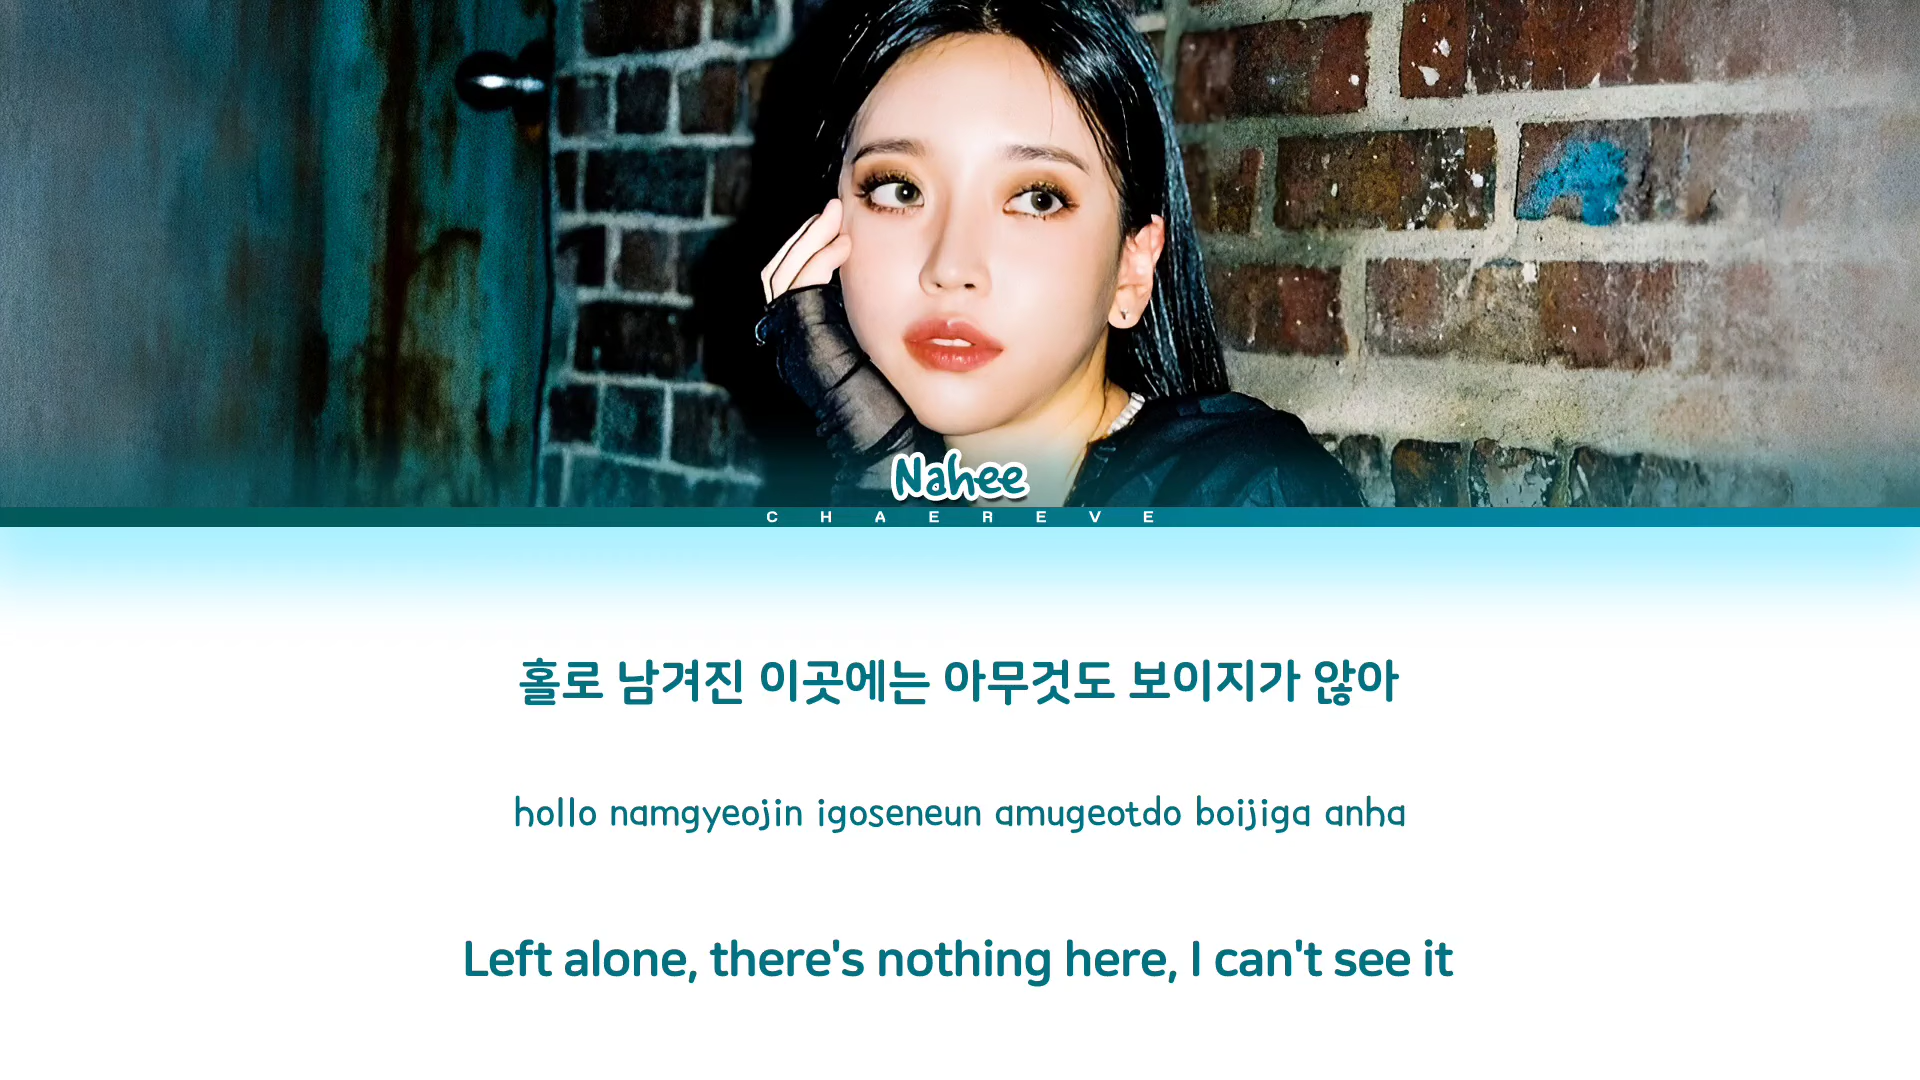 Nahee
CHAEREVE
홀로 남겨진 이곳에는 아무것도 보이지가 않아
hollo namgyeojin igoseneun amugeotdo boijiga anha
Left alone, there's nothing here, I can't see it